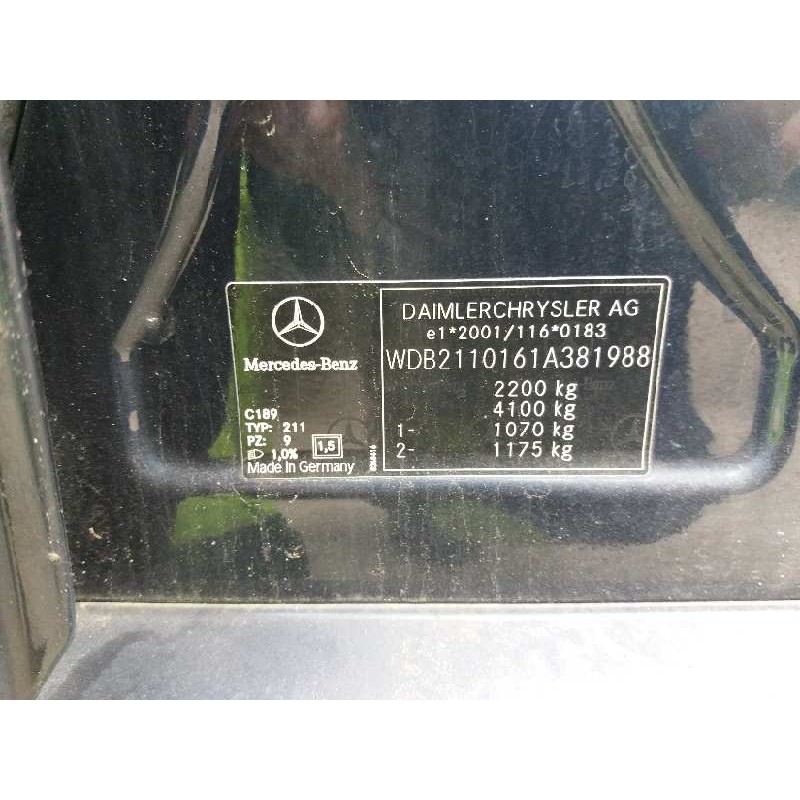 Mercedes-Benz
C189
TYP: 211
PZ: 9
1,0%
1,5
Made In Germany
DAIMLERCHRYSLER AG
e1*2001/116*0183
WDB2110161A381988
2200 kg
4100 kg
1- 1070 kg
2- 1175 kg